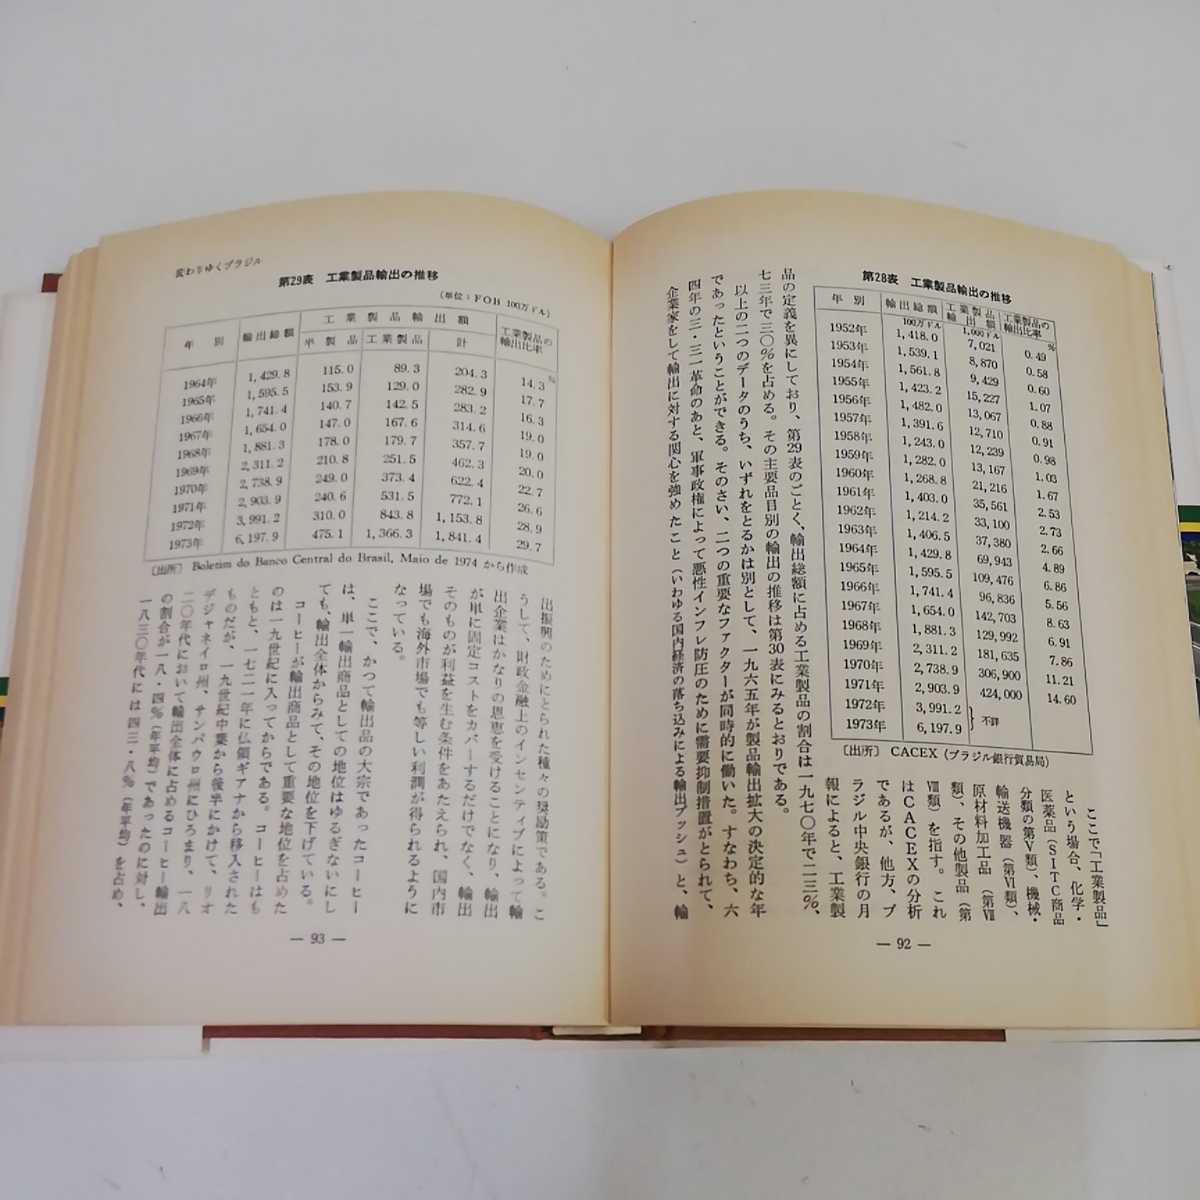 第28表 工業製品輸出の推移
年 別 輸出総額 工業製品輸出額 工業製品の輸出比率
100万ドル 1,000ドル %
1952年 1,418.0 7,021 0.49
1953年 1,539.1 8,870 0.58
1954年 1,561.8 9,429 0.60
1955年 1,423.2 15,227 1.07
1956年 1,482.0 13,067 0.88
1957年 1,391.6 12,710 0.91
1958年 1,243.0 12,239 0.98
1959年 1,282.0 13,167 1.03
1960年 1,268.8 21,216 1.67
1961年 1,403.0 35,561 2.53
1962年 1,214.2 33,100 2.73
1963年 1,406.5 37,380 2.66
1964年 1,429.8 69,943 4.89
1965年 1,595.5 109,476 6.86
1966年 1,741.4 96,836 5.56
1967年 1,654.0 142,703 8.63
1968年 1,881.3 129,992 6.91
1969年 2,311.2 181,635 7.86
1970年 2,738.9 306,900 11.21
1971年 2,903.9 424,000 14.60
1972年 3,991.2
1973年 6,197.9
不詳
〔出所〕 CACEX(ブラジル銀行貿易局)
ここで「工業製品」
という場合、化学・
医薬品(SITC商品
分類の第Ⅴ類)、機械・
輸送機器(第Ⅵ類)、
原材料加工品(第Ⅶ
類)、その他製品(第
Ⅷ類)を指す。これ
はCACEXの分析
であるが、他方、ブ
ラジル中央銀行の月
報によると、工業製
品の定義を異にしており、第29表のごとく、輸出総額に占める工業製品の割合は一九七〇年で二三%、
七三年で三〇%を占める。その主要品目別の輸出の推移は第30表にみるとおりである。
以上の二つのデータのうち、いずれをとるかは別として、一九六五年が製品輸出拡大の決定的な年
であったということができる。そのさい、二つの重要なファクターが同時的に働いた。すなわち、六
四年の三・三一革命のあと、軍事政権によって悪性インフレ防圧のために需要抑制措置がとられて、
企業家をして輸出に対する関心を強めたこと(いわゆる国内経済の落ち込みによる輸出プッシュ)と、輸
— 92 —
変わりゆくブラジル
第29表 工業製品輸出の推移
(単位:FOB 100万ドル)
年 別 輸出総額 工業製品輸出額 工業製品の輸出比率
半製品 工業製品 計
%
1964年 1,429.8 115.0 89.3 204.3 14.3
1965年 1,595.5 153.9 129.0 282.9 17.7
1966年 1,741.4 140.7 142.5 283.2 16.3
1967年 1,654.0 147.0 167.6 314.6 19.0
1968年 1,881.3 178.0 179.7 357.7 19.0
1969年 2,311.2 210.8 251.5 462.3 20.0
1970年 2,738.9 249.0 373.4 622.4 22.7
1971年 2,903.9 240.6 531.5 772.1 26.6
1972年 3,991.2 310.0 843.8 1,153.8 28.9
1973年 6,197.9 475.1 1,366.3 1,841.4 29.7
〔出所〕 Boletim do Banco Central do Brasil, Maio de 1974 から作成
出振興のためにとられた種々の奨励策である。こ
うして、財政金融上のインセンティブによって輸
出企業はかなりの恩恵を受けることになり、輸出
が単に固定コストをカバーするだけでなく、輸出
そのものが利益を生む条件をあたえられ、国内市
場でも海外市場でも等しい利潤が得られるように
なっている。
ここで、かつて輸出品の大宗であったコーヒー
は、単一輸出商品としての地位はゆるぎないにし
ても、輸出全体からみて、その地位を下げている。
コーヒーが輸出商品として重要な地位を占めた
のは一九世紀に入ってからである。コーヒーはも
ともと、一七二一年に仏領ギアナから移入された
ものだが、一九世紀中葉から後半にかけて、リオ
デジャネイロ州、サンパウロ州にひろまり、一八
二〇年代において輸出全体に占めるコーヒー輸出
の割合が一八・四%(年平均)であったのに対し、
一八三〇年代には四三・八%(年平均)を占め、
— 93 —